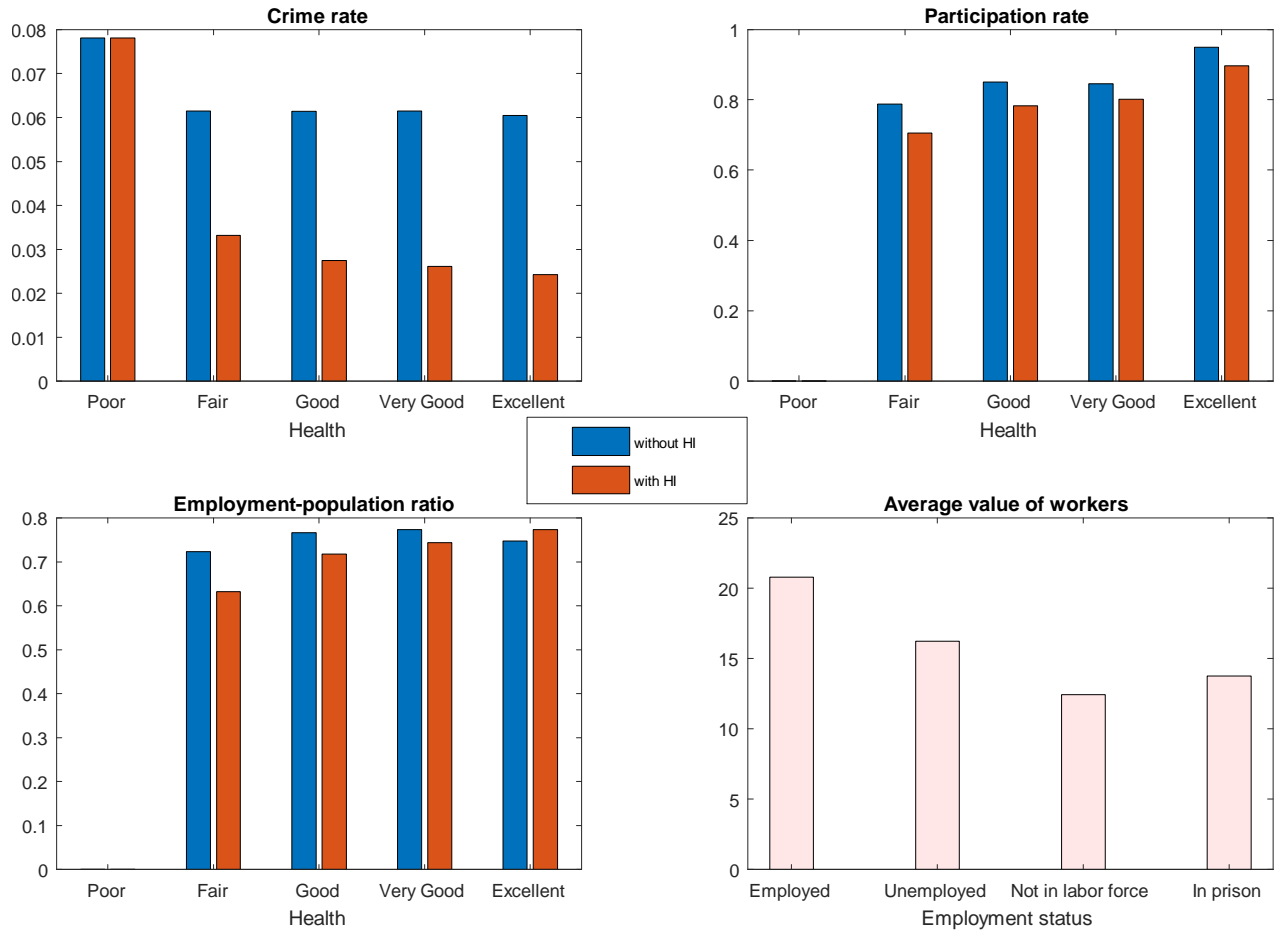 Crime rate
0.08
0.07
0.06
0.05
0.04
0.03
0.02
0.01
0
Poor Fair Good Very Good Excellent
Health
Participation rate
1
0.8
0.6
0.4
0.2
0
Poor Fair Good Very Good Excellent
Health
without HI
with HI
Employment-population ratio
0.8
0.7
0.6
0.5
0.4
0.3
0.2
0.1
0
Poor Fair Good Very Good Excellent
Health
Average value of workers
25
20
15
10
5
0
Employed Unemployed Not in labor force In prison
Employment status